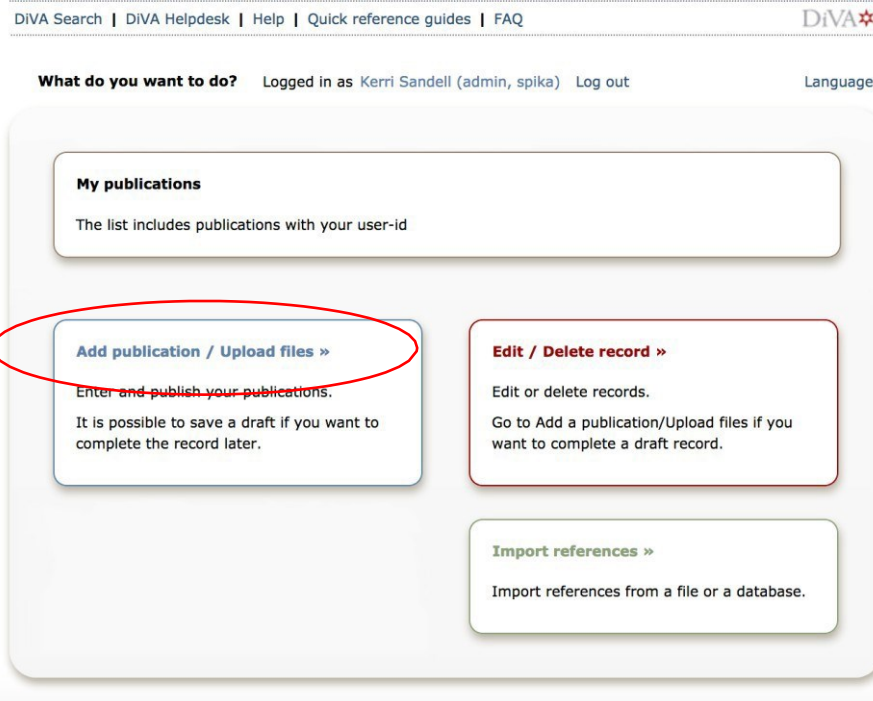 DiVA Search | DiVA Helpdesk | Help | Quick reference guides | FAQ
DiVA
What do you want to do? Logged in as Kerri Sandell (admin, spika) Log out Language
My publications
The list includes publications with your user-id
Add publication / Upload files »
Enter and publish your publications.
It is possible to save a draft if you want to
complete the record later.
Edit / Delete record »
Edit or delete records.
Go to Add a publication/Upload files if you
want to complete a draft record.
Import references »
Import references from a file or a database.